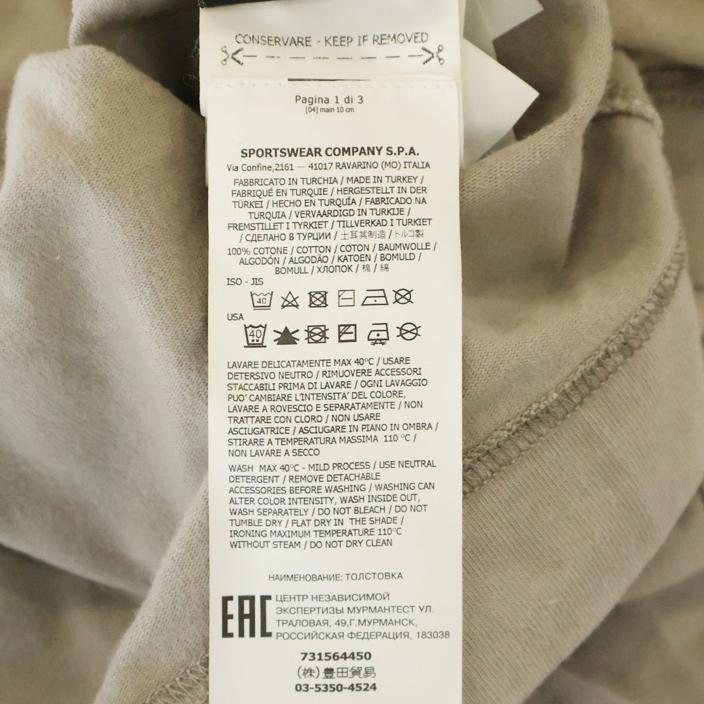 CONSERVARE - KEEP IF REMOVED
Pagina 1 di 3
[04] main 10 cm
SPORTSWEAR COMPANY S.P.A.
Via Confine,2161 — 41017 RAVARINO (MO) ITALIA
FABBRICATO IN TURCHIA / MADE IN TURKEY /
FABRIQUÉ EN TURQUIE / HERGESTELLT IN DER
TÜRKEI / HECHO EN TURQUÍA / FABRICADO NA
TURQUIA / VERVAARDIGD IN TURKIJE /
FREMSTILLET I TYRKIET / TILLVERKAD I TURKIET
/ СДЕЛАНО В ТУРЦИИ / 土耳其制造 / トルコ製
100% COTONE / COTTON / COTON / BAUMWOLLE /
ALGODÓN / ALGODÃO / KATOEN / BOMULD /
BOMULL / ХЛОПОК / 棉 / 綿
ISO - JIS
40
USA
40
LAVARE DELICATAMENTE MAX 40°C / USARE
DETERSIVO NEUTRO / RIMUOVERE ACCESSORI
STACCABILI PRIMA DI LAVARE / OGNI LAVAGGIO
PUO' CAMBIARE L'INTENSITA' DEL COLORE,
LAVARE A ROVESCIO E SEPARATAMENTE / NON
TRATTARE CON CLORO / NON USARE
ASCIUGATRICE / ASCIUGARE IN PIANO IN OMBRA /
STIRARE A TEMPERATURA MASSIMA 110 °C /
NON LAVARE A SECCO
WASH MAX 40°C - MILD PROCESS / USE NEUTRAL
DETERGENT / REMOVE DETACHABLE
ACCESSORIES BEFORE WASHING / WASHING CAN
ALTER COLOR INTENSITY, WASH INSIDE OUT,
WASH SEPARATELY / DO NOT BLEACH / DO NOT
TUMBLE DRY / FLAT DRY IN THE SHADE /
IRONING MAXIMUM TEMPERATURE 110°C
WITHOUT STEAM / DO NOT DRY CLEAN
НАИМЕНОВАНИЕ: ТОЛСТОВКА
EAC
ЦЕНТР НЕЗАВИСИМОЙ
ЭКСПЕРТИЗЫ МУРМАНТЕСТ УЛ.
ТРАЛОВАЯ, 49,Г.МУРМАНСК,
РОССИЙСКАЯ ФЕДЕРАЦИЯ, 183038
731564450
(株)豊田貿易
03-5350-4524